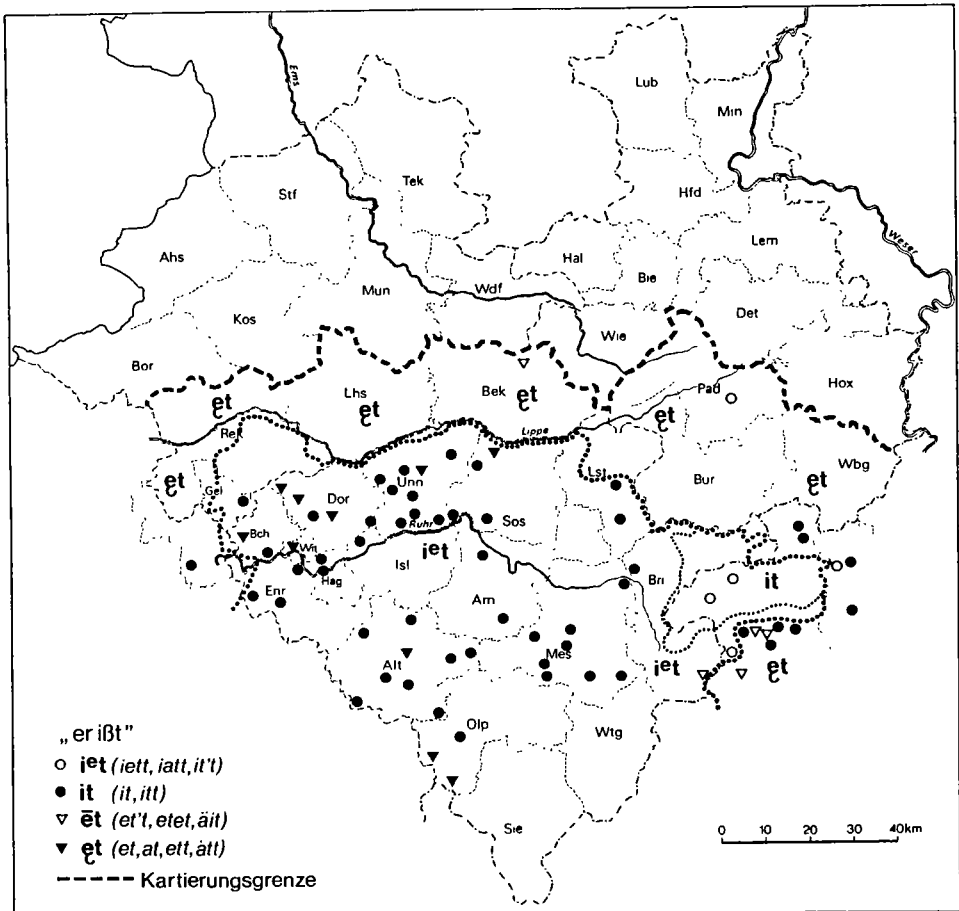 Ems
Lub
Min
Tek
Stf
Hfd
Weser
Lem
Ahs
Hal
Bie
Mun
Wdf
Det
Kos
Wie
Bor
Hox
Lhs
Bek
Pad
ęt
ęt
ęt
ęt
Rek
Lippe
Wbg
ęt
Gel
Unn
Lst
Bur
ęt
Dor
Sos
Bch
Wit
Ruhr
Hag
Isl
iᵉt
Bri
it
Enr
Arn
Mes
iᵉt
ęt
Alt
Olp
Wtg
Sie
„er ißt"
○ iᵉt (iett, iatt, it't)
● it (it, itt)
▽ ēt (et't, etet, äit)
▼ ęt (et, at, ett, ätt)
Kartierungsgrenze
0 10 20 30 40km